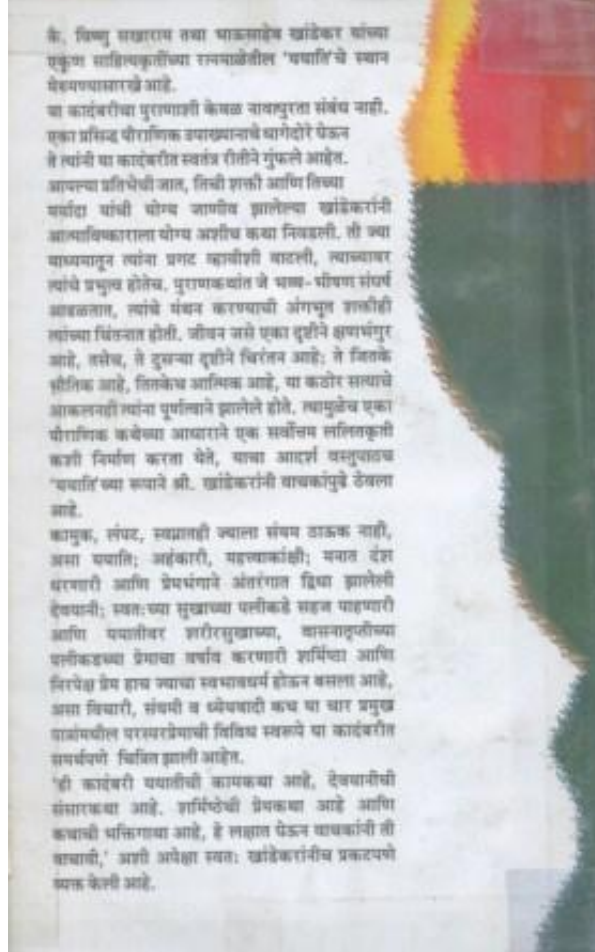 कै. विष्णु सखाराम तथा भाऊसाहेब खांडेकर यांच्या
एकूण साहित्यकृतींच्या रत्नमाळेतील 'ययाति'चे स्थान
मेरुमण्यासारखे आहे.
या कादंबरीचा पुराणाशी केवळ नावापुरता संबंध नाही.
एका प्रसिद्ध पौराणिक उपाख्यानाचे धागेदोरे घेऊन
ते त्यांनी या कादंबरीत स्वतंत्र रीतीने गुंफले आहेत.
आपल्या प्रतिभेची जात, तिची शक्ती आणि तिच्या
मर्यादा यांची योग्य जाणीव झालेल्या खांडेकरांनी
आत्माविष्काराला योग्य अशीच कथा निवडली. ती ज्या
माध्यमातून त्यांना प्रगट व्हावीशी वाटली, त्याच्यावर
त्यांचे प्रभुत्व होतेच. पुराणकथांत जे भव्य-भीषण संघर्ष
आढळतात, त्यांचे मंथन करण्याची अंगभूत शक्तीही
त्यांच्या चिंतनात होती. जीवन जसे एका दृष्टीने क्षणभंगुर
आहे, तसेच, ते दुसऱ्या दृष्टीने चिरंतन आहे; ते जितके
भौतिक आहे, तितकेच आत्मिक आहे, या कठोर सत्याचे
आकलनही त्यांना पूर्णत्वाने झालेले होते. त्यामुळेच एका
पौराणिक कथेच्या आधाराने एक सर्वोत्तम ललितकृती
कशी निर्माण करता येते, याचा आदर्श वस्तुपाठच
'ययाति'च्या रूपाने श्री. खांडेकरांनी वाचकांपुढे ठेवला
आहे.
कामुक, लंपट, स्वप्नातही ज्याला संयम ठाऊक नाही,
असा ययाति; अहंकारी, महत्त्वाकांक्षी; मनात दंश
धरणारी आणि प्रेमभंगाने अंतरंगात द्विधा झालेली
देवयानी; स्वत:च्या सुखाच्या पलीकडे सहज पाहणारी
आणि ययातीवर शरीरसुखाच्या, वासनातृप्तीच्या
पलीकडच्या प्रेमाचा वर्षाव करणारी शर्मिष्ठा आणि
निरपेक्ष प्रेम हाच ज्याचा स्वभावधर्म होऊन बसला आहे,
असा विचारी, संयमी व ध्येयवादी कच या चार प्रमुख
पात्रांमधील परस्परप्रेमाची विविध स्वरूपे या कादंबरीत
समर्थपणे चित्रित झाली आहेत.
'ही कादंबरी ययातीची कामकथा आहे, देवयानीची
संसारकथा आहे. शर्मिष्ठेची प्रेमकथा आहे आणि
कचाची भक्तिगाथा आहे, हे लक्षात घेऊन वाचकांनी ती
वाचावी,' अशी अपेक्षा स्वत: खांडेकरांनीच प्रकटपणे
व्यक्त केली आहे.